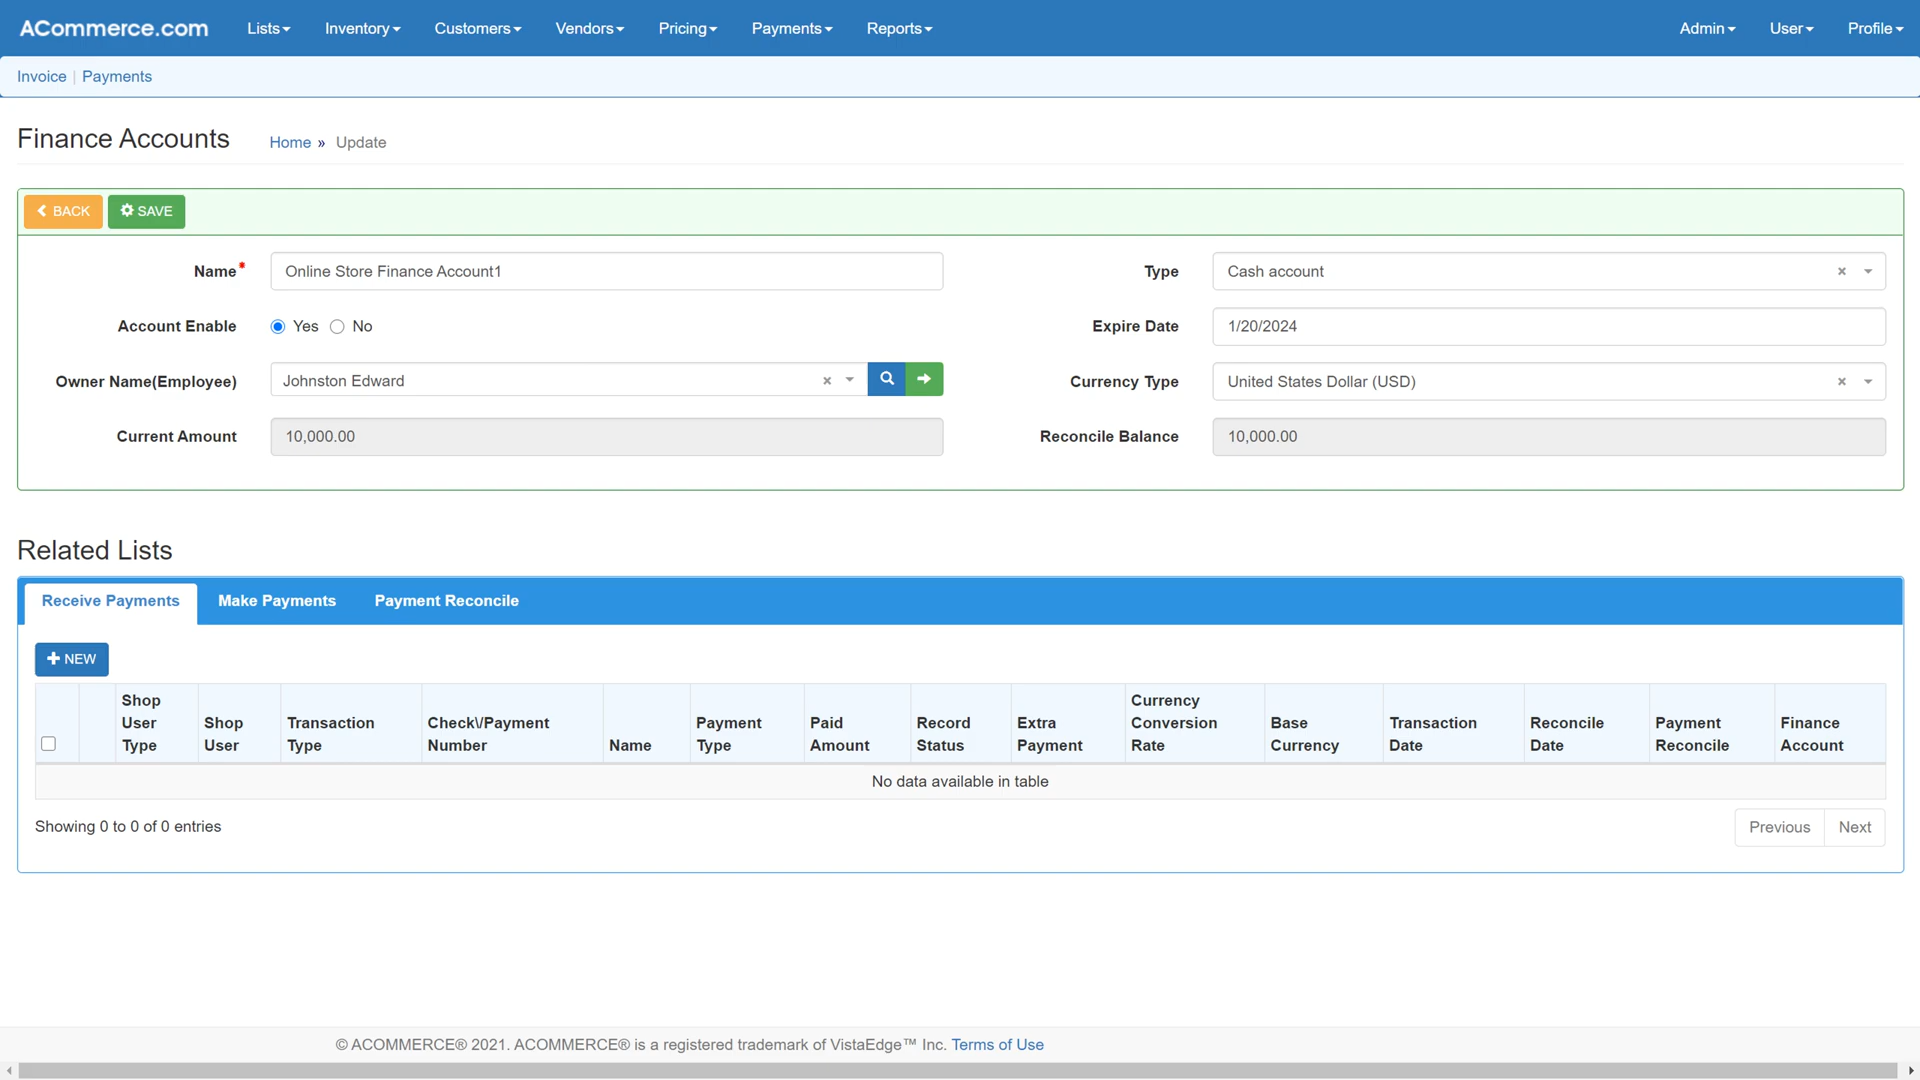 ACommerce.com Lists Inventory Customers Vendors Pricing Payments Reports Admin User Profile
Invoice | Payments
Finance Accounts Home » Update
BACK SAVE
Name* Online Store Finance Account1 Type Cash account × 
Account Enable Yes No Expire Date 1/20/2024
Owner Name(Employee) Johnston Edward × Currency Type United States Dollar (USD) ×
Current Amount 10,000.00 Reconcile Balance 10,000.00
Related Lists
Receive Payments Make Payments Payment Reconcile
+ NEW
Shop User Type Shop User Transaction Type Check\/Payment Number Name Payment Type Paid Amount Record Status Extra Payment Currency Conversion Rate Base Currency Transaction Date Reconcile Date Payment Reconcile Finance Account
No data available in table
Showing 0 to 0 of 0 entries Previous Next
© ACOMMERCE® 2021. ACOMMERCE® is a registered trademark of VistaEdge™ Inc. Terms of Use